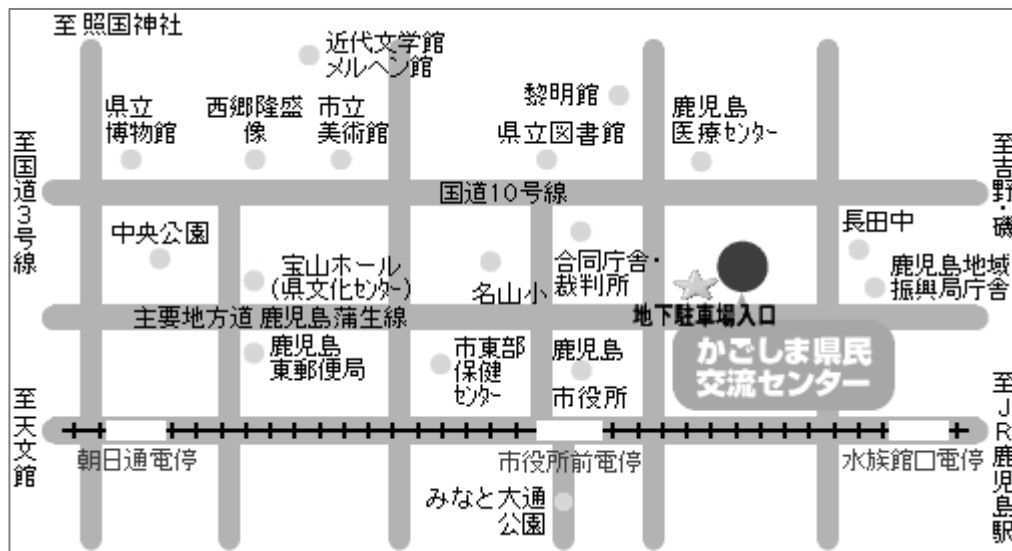 至 照国神社
近代文学館
メルヘン館
県立
博物館
西郷隆盛
像
市立
美術館
黎明館
県立図書館
鹿児島
医療センター
至国道3号線
国道10号線
至吉野・磯
中央公園
宝山ホール
(県文化センター)
名山小
合同庁舎・
裁判所
長田中
鹿児島地域
振興局庁舎
地下駐車場入口
主要地方道 鹿児島蒲生線
かごしま県民
交流センター
鹿児島
東郵便局
市東部
保健
センター
鹿児島
市役所
至天文館
至JR鹿児島駅
朝日通電停
市役所前電停
水族館口電停
みなと大通
公園